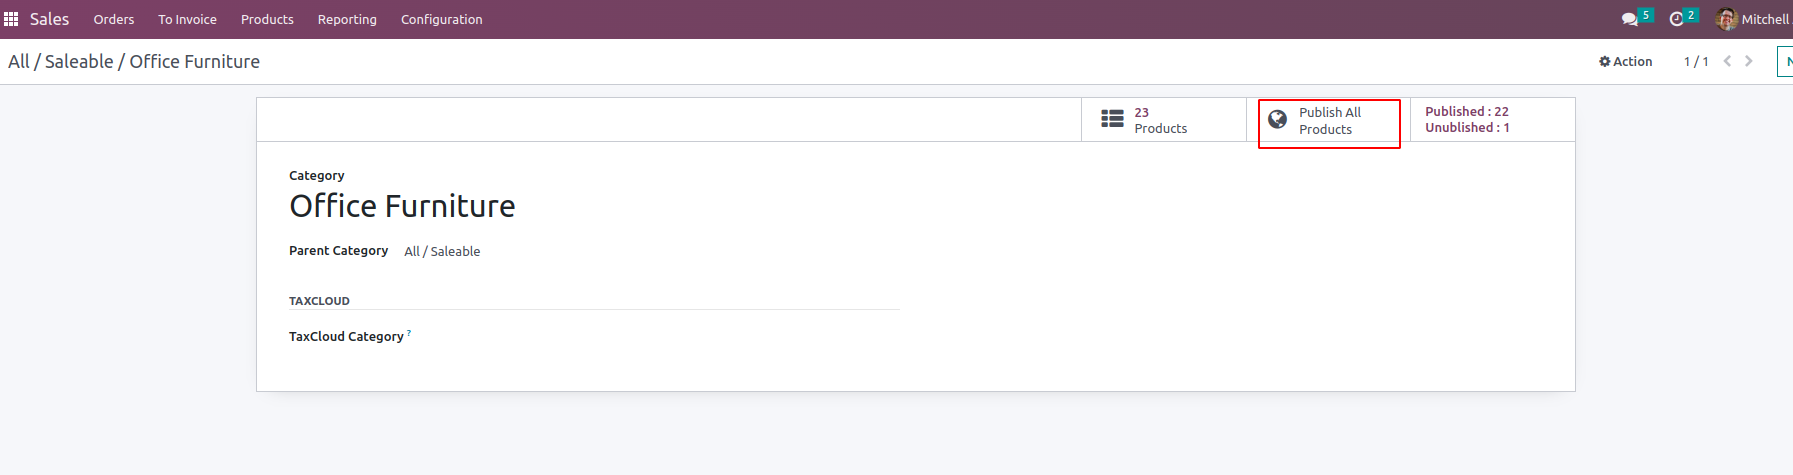 Sales Orders To Invoice Products Reporting Configuration 5 2 Mitchell
All / Saleable / Office Furniture Action 1 / 1
23
Products
Publish All
Products
Published : 22
Unublished : 1
Category
Office Furniture
Parent Category All / Saleable
TAXCLOUD
TaxCloud Category ?